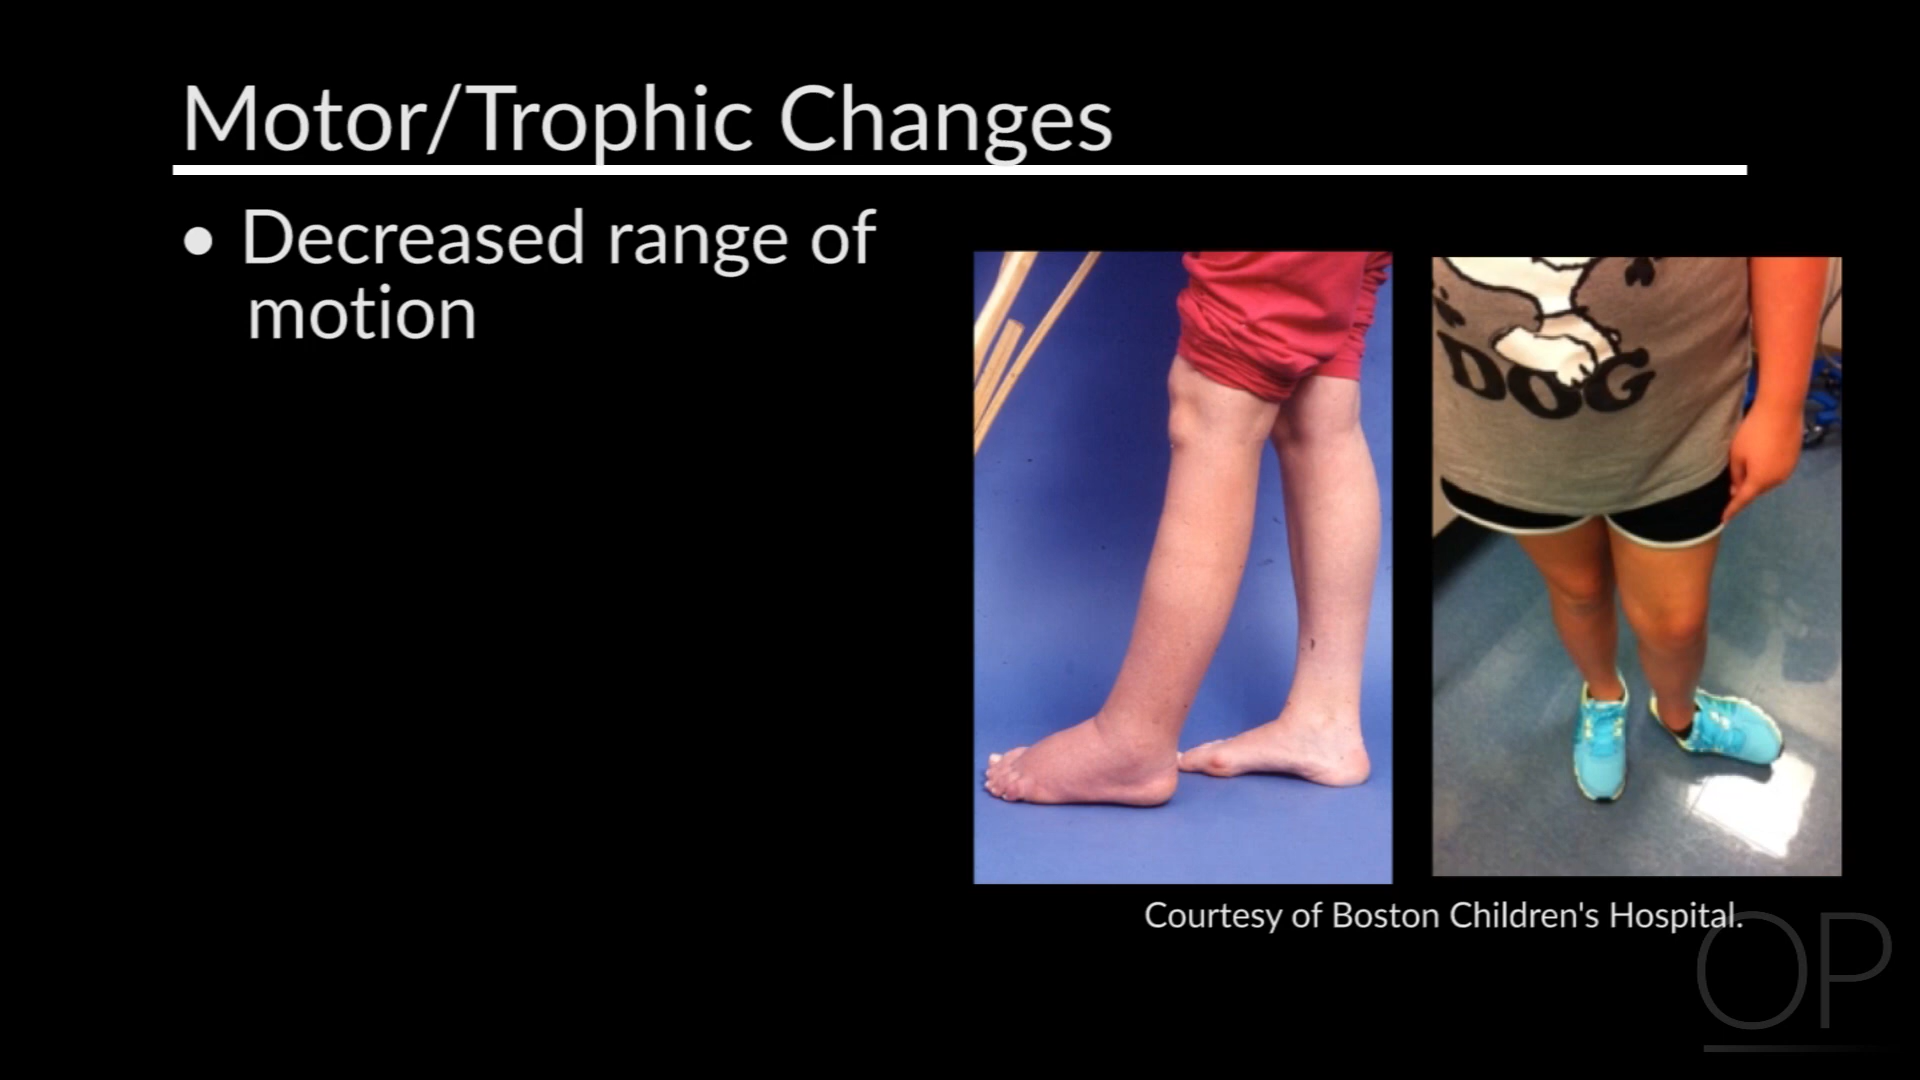 Motor/Trophic Changes
• Decreased range of
motion
DOG
Courtesy of Boston Children's Hospital.
OP